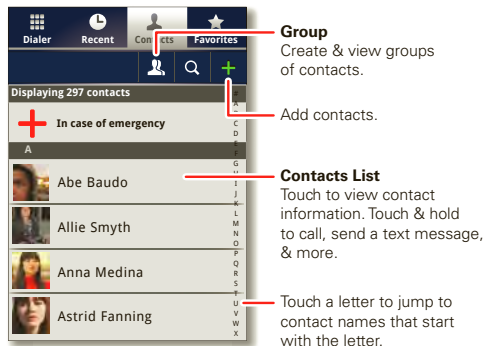 Dialer Recent Contacts Favorites
Displaying 297 contacts
In case of emergency
A
Abe Baudo
Allie Smyth
Anna Medina
Astrid Fanning
#
A
C
D
E
F
G
H
I
J
K
L
M
N
O
P
Q
R
S
T
U
V
W
X
Group
Create & view groups
of contacts.
Add contacts.
Contacts List
Touch to view contact
information. Touch & hold
to call, send a text message,
& more.
Touch a letter to jump to
contact names that start
with the letter.